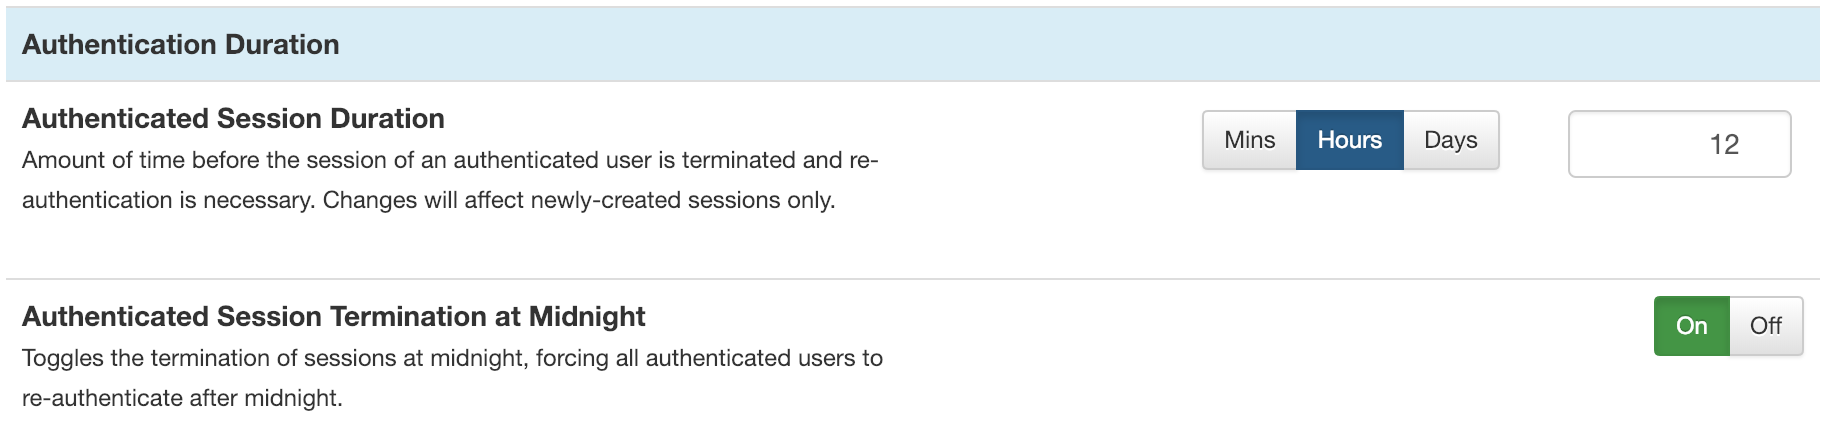 Authentication Duration
Authenticated Session Duration
Amount of time before the session of an authenticated user is terminated and re-
authentication is necessary. Changes will affect newly-created sessions only.
Mins Hours Days 12
Authenticated Session Termination at Midnight
Toggles the termination of sessions at midnight, forcing all authenticated users to
re-authenticate after midnight.
On Off